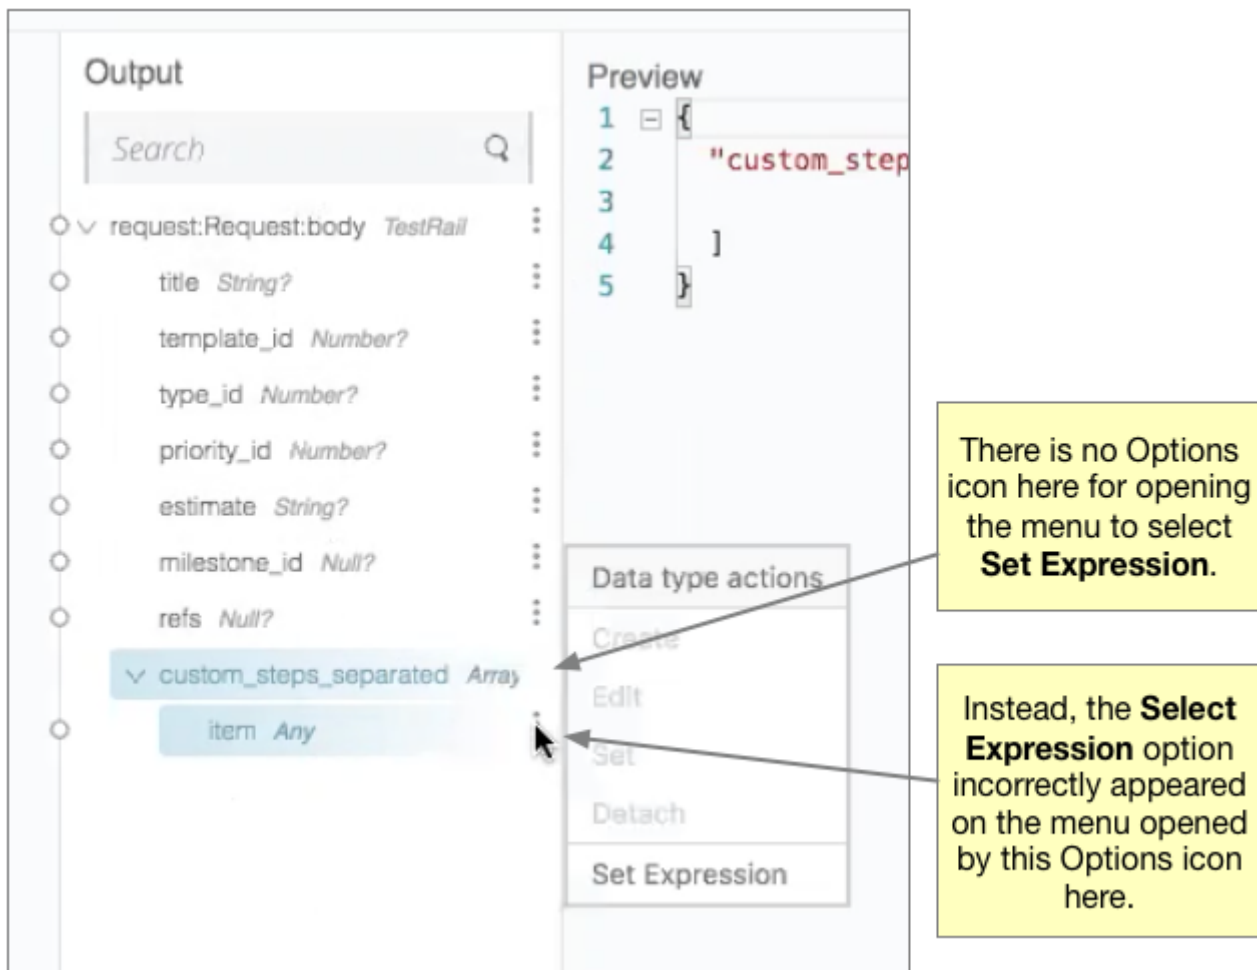 Output
Search
request:Request:body TestRail
title String?
template_id Number?
type_id Number?
priority_id Number?
estimate String?
milestone_id Null?
refs Null?
custom_steps_separated Array
item Any
Preview
1 {
2 "custom_step
3
4 ]
5 }
Data type actions
Create
Edit
Set
Detach
Set Expression
There is no Options
icon here for opening
the menu to select
Set Expression.
Instead, the Select
Expression option
incorrectly appeared
on the menu opened
by this Options icon
here.